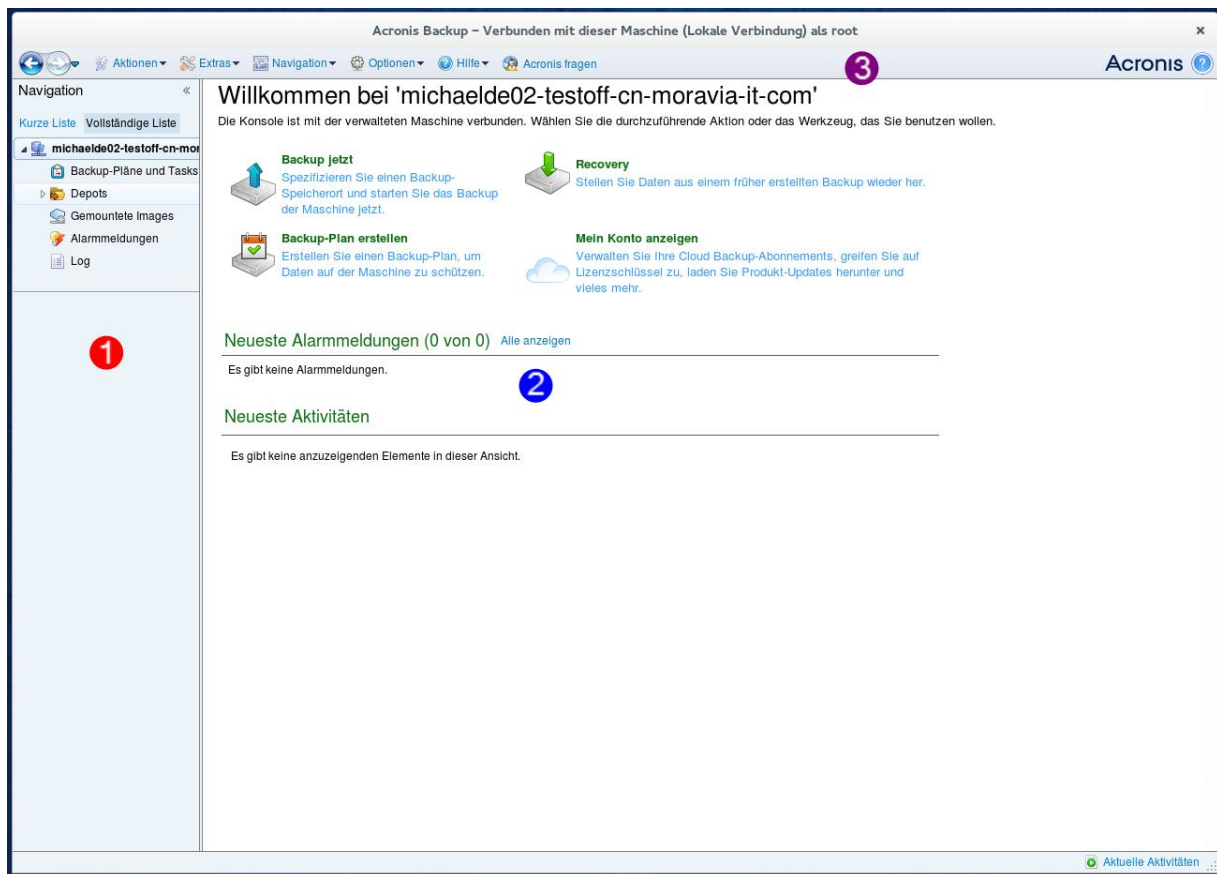 Acronis Backup – Verbunden mit dieser Maschine (Lokale Verbindung) als root
Aktionen Extras Navigation Optionen Hilfe Acronis fragen
3
Acronis
Navigation
Kurze Liste Vollständige Liste
michaelde02-testoff-cn-mor
Backup-Pläne und Tasks
Depots
Gemountete Images
Alarmmeldungen
Log
1
Willkommen bei 'michaelde02-testoff-cn-moravia-it-com'
Die Konsole ist mit der verwalteten Maschine verbunden. Wählen Sie die durchzuführende Aktion oder das Werkzeug, das Sie benutzen wollen.
Backup jetzt
Spezifizieren Sie einen Backup-
Speicherort und starten Sie das Backup
der Maschine jetzt.
Recovery
Stellen Sie Daten aus einem früher erstellten Backup wieder her.
Backup-Plan erstellen
Erstellen Sie einen Backup-Plan, um
Daten auf der Maschine zu schützen.
Mein Konto anzeigen
Verwalten Sie Ihre Cloud Backup-Abonnements, greifen Sie auf
Lizenzschlüssel zu, laden Sie Produkt-Updates herunter und
vieles mehr.
Neueste Alarmmeldungen (0 von 0) Alle anzeigen
Es gibt keine Alarmmeldungen.
2
Neueste Aktivitäten
Es gibt keine anzuzeigenden Elemente in dieser Ansicht.
Aktuelle Aktivitäten